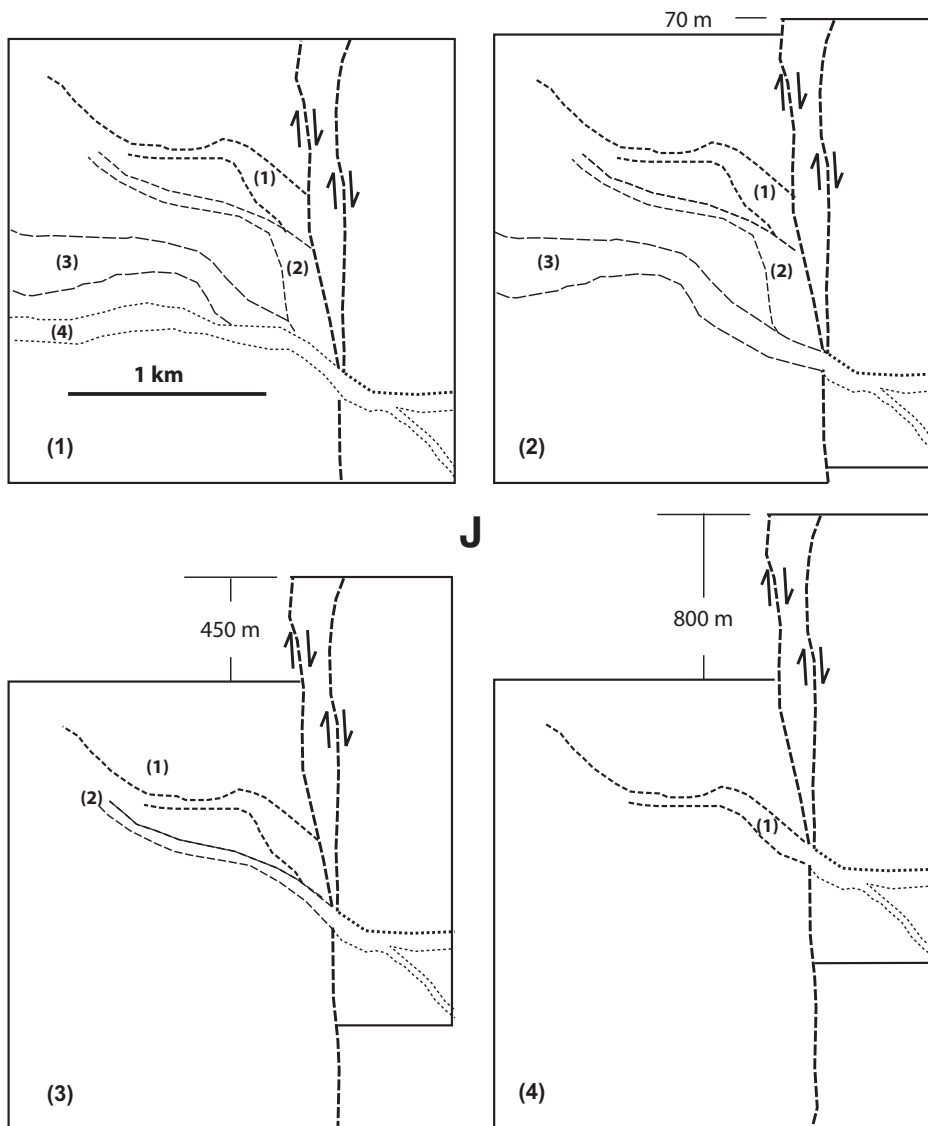 70 m
(1)
(2)
(3)
(4)
1 km
(1)
(1)
(2)
(3)
(2)
J
450 m
(1)
(2)
(3)
800 m
(1)
(4)